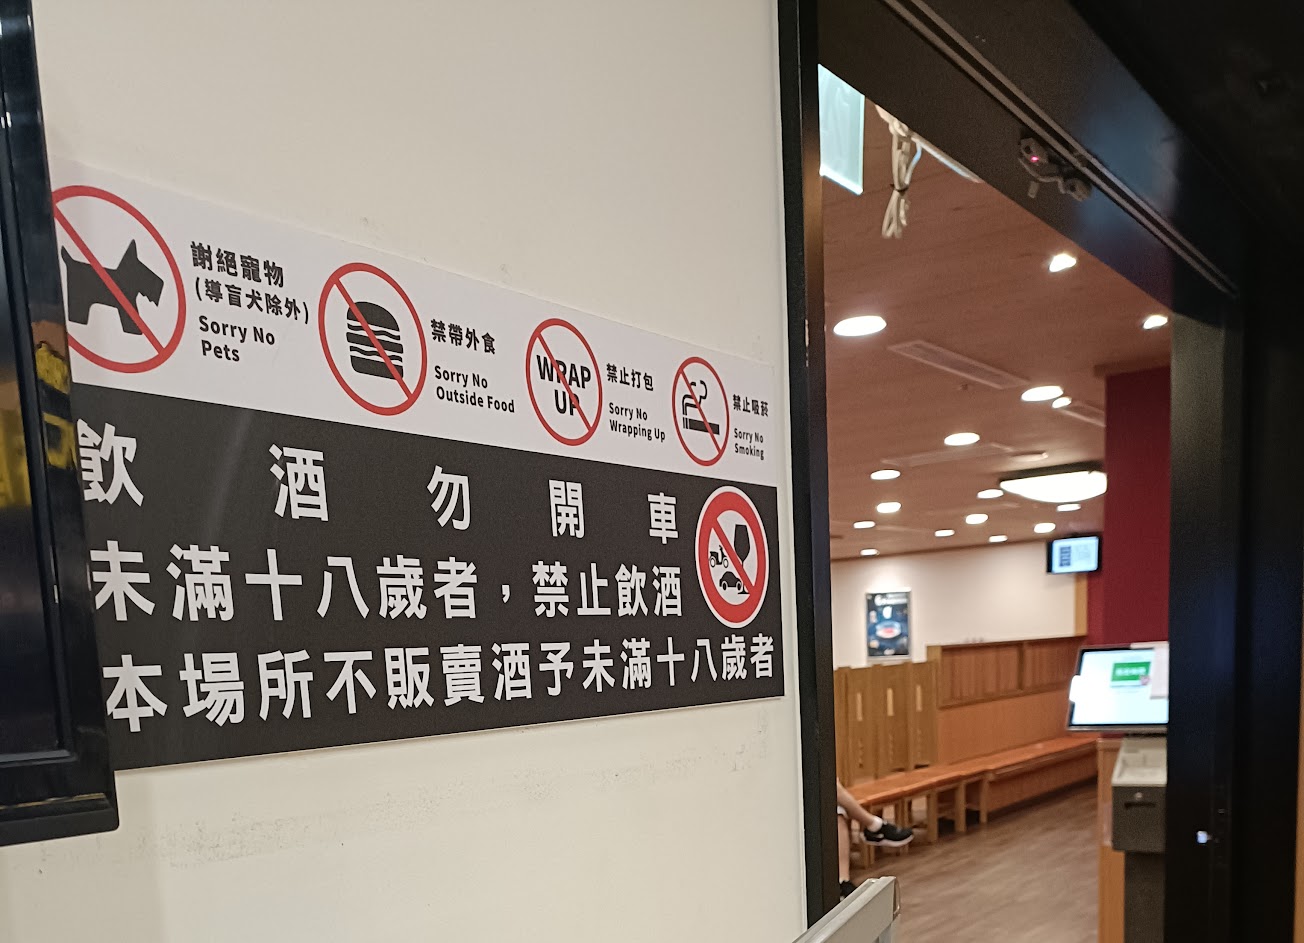 謝絕寵物
(導盲犬除外)
Sorry No
Pets
禁帶外食
Sorry No
Outside Food
WRAP
UP
禁止打包
Sorry No
Wrapping Up
禁止吸菸
Sorry No
Smoking
飲酒勿開車
未滿十八歲者，禁止飲酒
本場所不販賣酒予未滿十八歲者